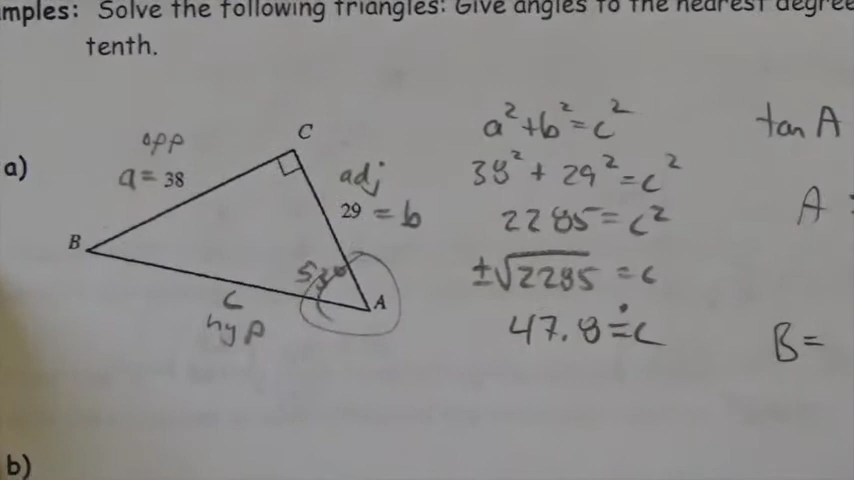 mples: Solve the following triangles: Give angles to the nearest degree
tenth.
a)
opp
a = 38
C
adj
29 = b
B
53°
A
c
hyp
a² + b² = c²
38² + 29² = c²
2285 = c²
±√2285 = c
47.8 ≐ c
tan A
A =
B =
b)